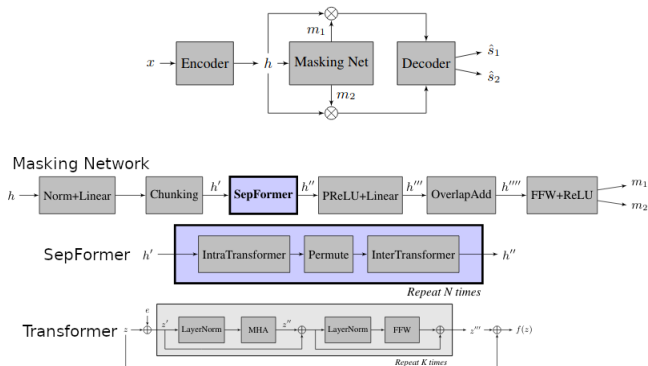 m₁
x Encoder h Masking Net Decoder ŝ₁
ŝ₂
m₂
Masking Network
h Norm+Linear Chunking h′ SepFormer h′′ PReLU+Linear h′′′ OverlapAdd h′′′′ FFW+ReLU m₁
m₂
SepFormer h′ IntraTransformer Permute InterTransformer h′′
Repeat N times
Transformer z e z′ LayerNorm MHA z′′ LayerNorm FFW z′′′ f(z)
Repeat K times